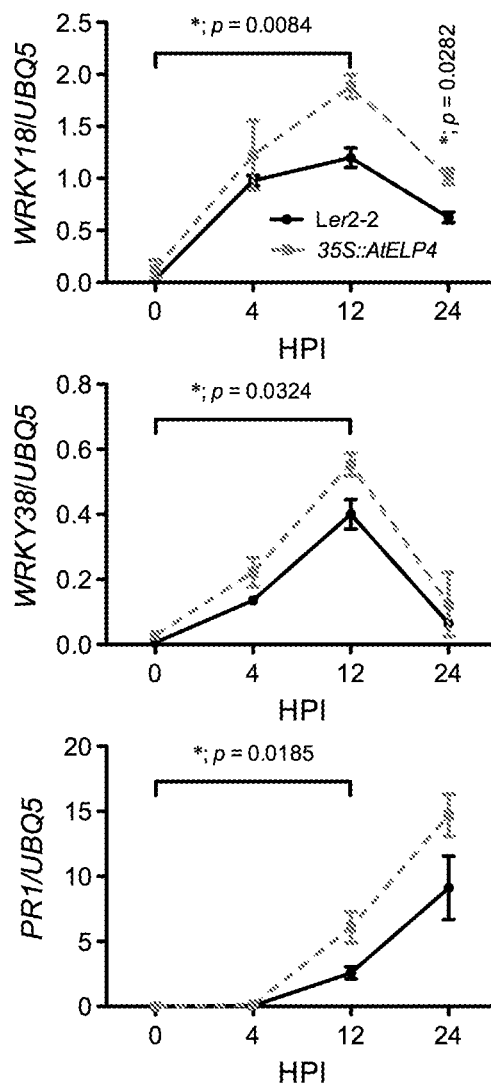 *; p = 0.0084
*; p = 0.0282
WRKY18/UBQ5
2.5
2.0
1.5
1.0
0.5
0.0
Ler2-2
35S::AtELP4
0 4 12 24
HPI
*; p = 0.0324
WRKY38/UBQ5
0.8
0.6
0.4
0.2
0.0
0 4 12 24
HPI
*; p = 0.0185
PR1/UBQ5
20
15
10
5
0
0 4 12 24
HPI